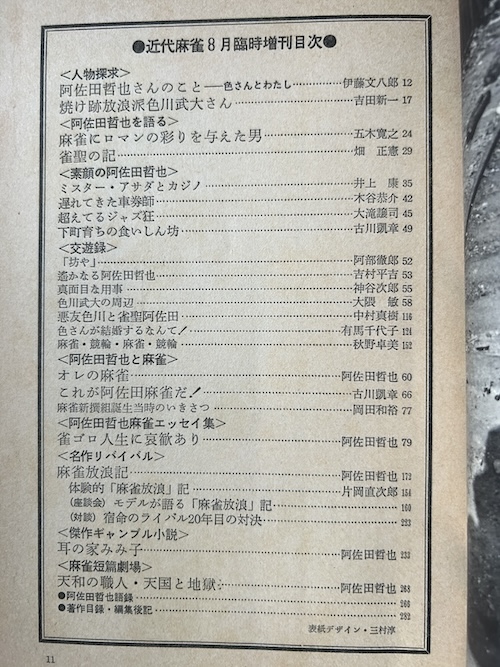 ●近代麻雀8月臨時増刊目次●
<人物探求>
阿佐田哲也さんのこと──色さんとわたし…伊藤文八郎 12
焼け跡放浪派色川武大さん…吉田新一 17
<阿佐田哲也を語る>
麻雀にロマンの彩りを与えた男…五木寛之 24
雀聖の記…畑 正憲 29
<素顔の阿佐田哲也>
ミスター・アサダとカジノ…井上 康 35
遅れてきた車券師…木谷恭介 42
超えてるジャズ狂…大滝譲司 45
下町育ちの食いしん坊…古川凱章 49
<交遊録>
「坊や」…阿部徹郎 52
遙かなる阿佐田哲也…吉村平吉 53
真面目な用事…神谷次郎 55
色川武大の周辺…大隈 敏 58
悪友色川と雀聖阿佐田…中村真樹 116
色さんが結婚するなんて!…有馬千代子 124
麻雀・競輪・麻雀・競輪…秋野卓美 162
<阿佐田哲也と麻雀>
オレの麻雀…阿佐田哲也 60
これが阿佐田麻雀だ!…古川凱章 66
麻雀新撰組誕生当時のいきさつ…岡田和裕 77
<阿佐田哲也麻雀エッセイ集>
雀ゴロ人生に哀歓あり…阿佐田哲也 79
<名作リバイバル>
麻雀放浪記…阿佐田哲也 173
体験的「麻雀放浪」記…片岡直次郎 154
(座談会) モデルが語る「麻雀放浪」記…160
(対談) 宿命のライバル20年目の対決…223
<傑作ギャンブル小説>
耳の家みみ子…阿佐田哲也 233
<麻雀短篇劇場>
天和の職人・天国と地獄…阿佐田哲也 268
●阿佐田哲也語録…260
●著作目録・編集後記…282
表紙デザイン・三村淳
11